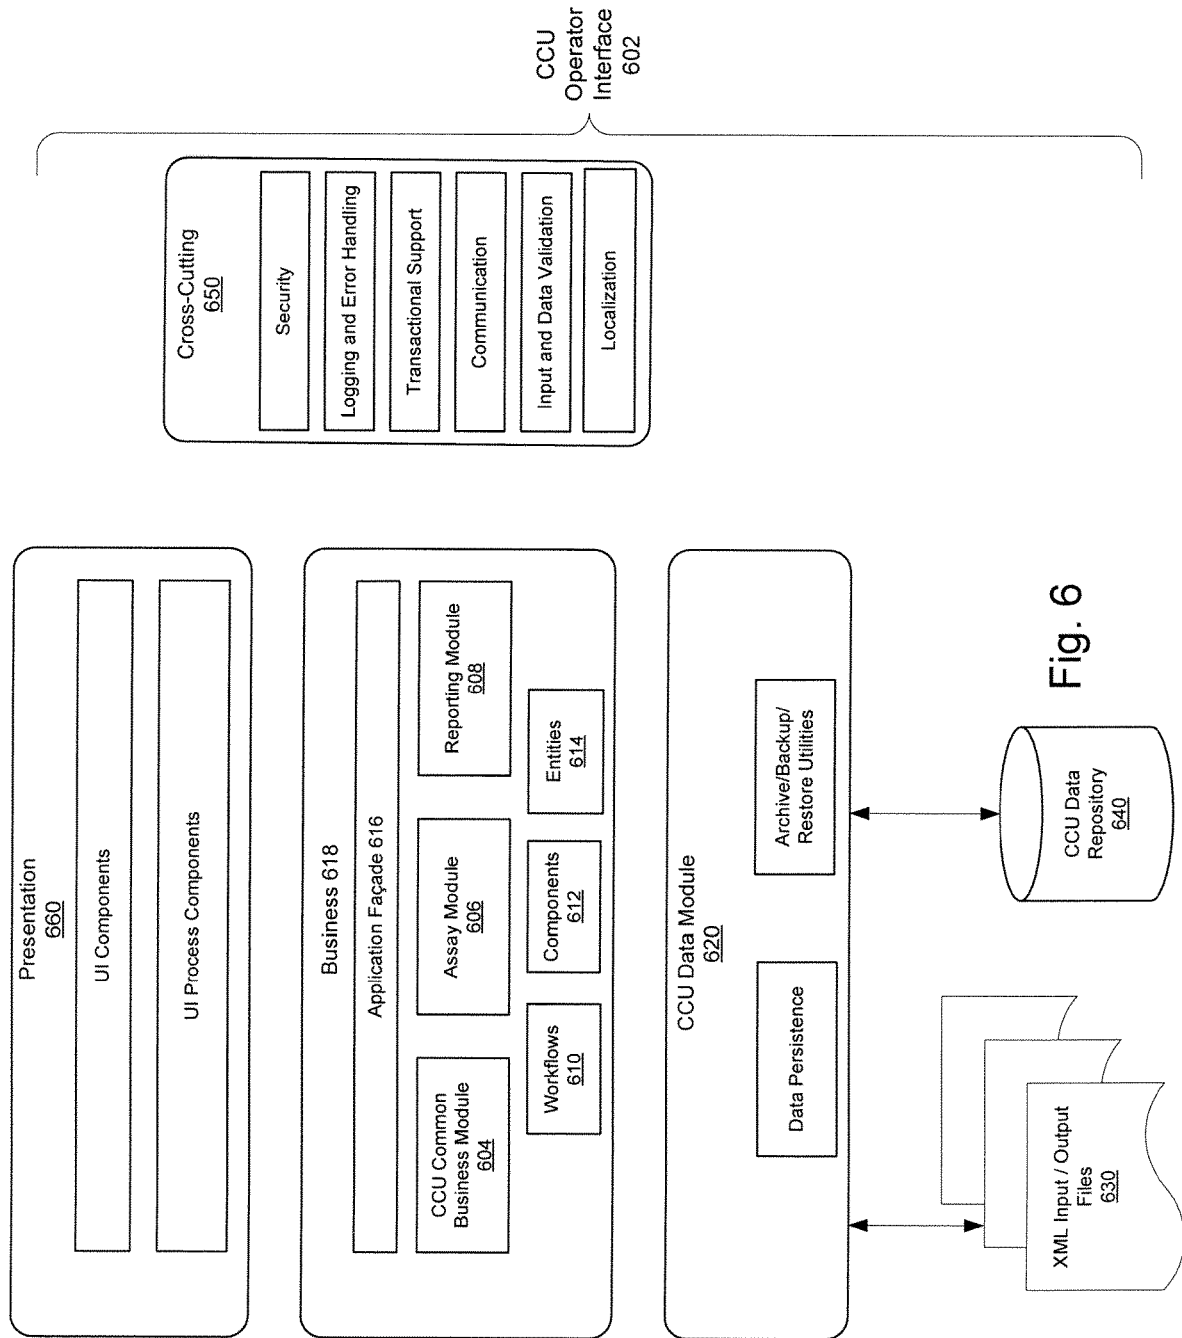 Presentation
660
UI Components
UI Process Components
Business 618
Application Façade 616
CCU Common
Business Module
604
Assay Module
606
Reporting Module
608
Workflows
610
Components
612
Entities
614
CCU Data Module
620
Data Persistence
Archive/Backup/
Restore Utilities
XML Input / Output
Files
630
CCU Data
Repository
640
Cross-Cutting
650
Security
Logging and Error Handling
Transactional Support
Communication
Input and Data Validation
Localization
CCU
Operator
Interface
602
Fig. 6